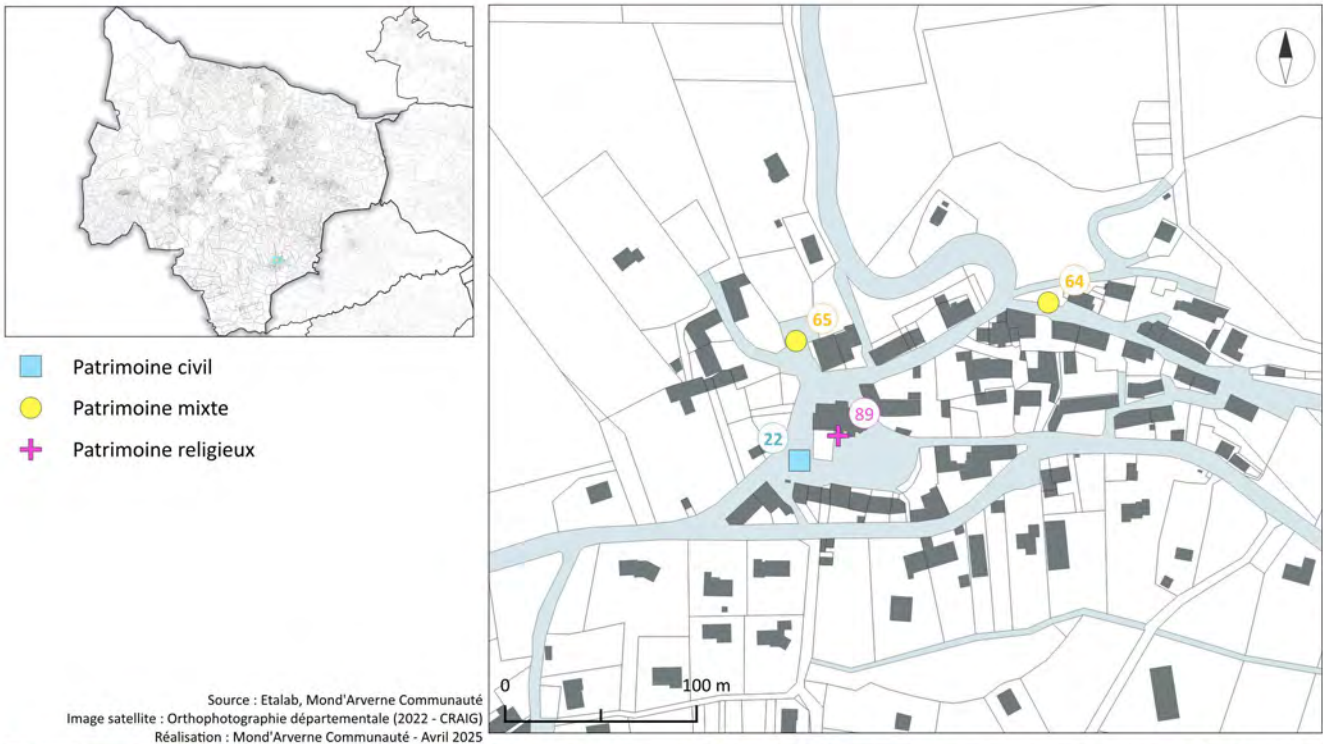 Patrimoine civil
Patrimoine mixte
Patrimoine religieux
Source : Etalab, Mond'Arverne Communauté
Image satellite : Orthophotographie départementale (2022 - CRAIG)
Réalisation : Mond'Arverne Communauté - Avril 2025
64
65
89
22
0 100 m